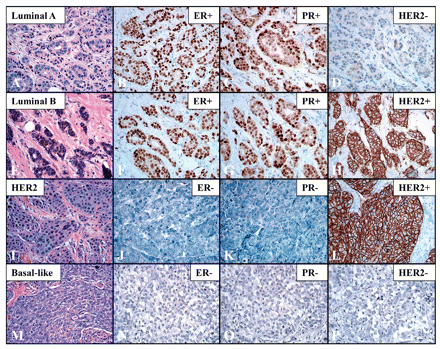 Luminal A ER+ PR+ HER2-
Luminal B ER+ PR+ HER2+
HER2 ER- PR- HER2+
J K L
Basal-like ER- PR- HER2-
M